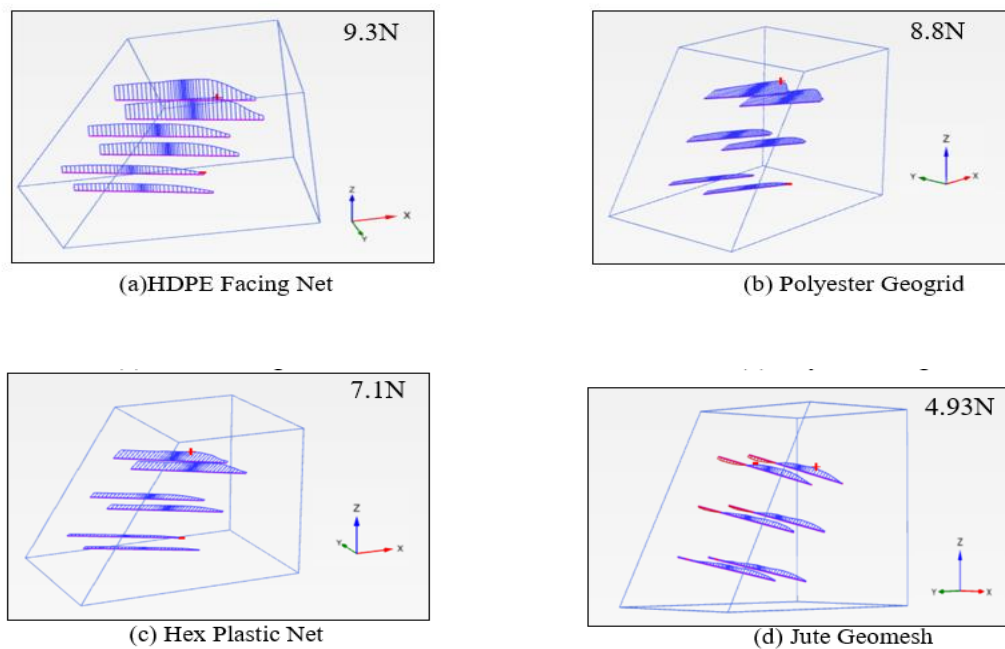 9.3N
Z
X
Y
(a)HDPE Facing Net
8.8N
Z
Y
X
(b) Polyester Geogrid
7.1N
Z
Y
X
(c) Hex Plastic Net
4.93N
Z
Y
X
(d) Jute Geomesh